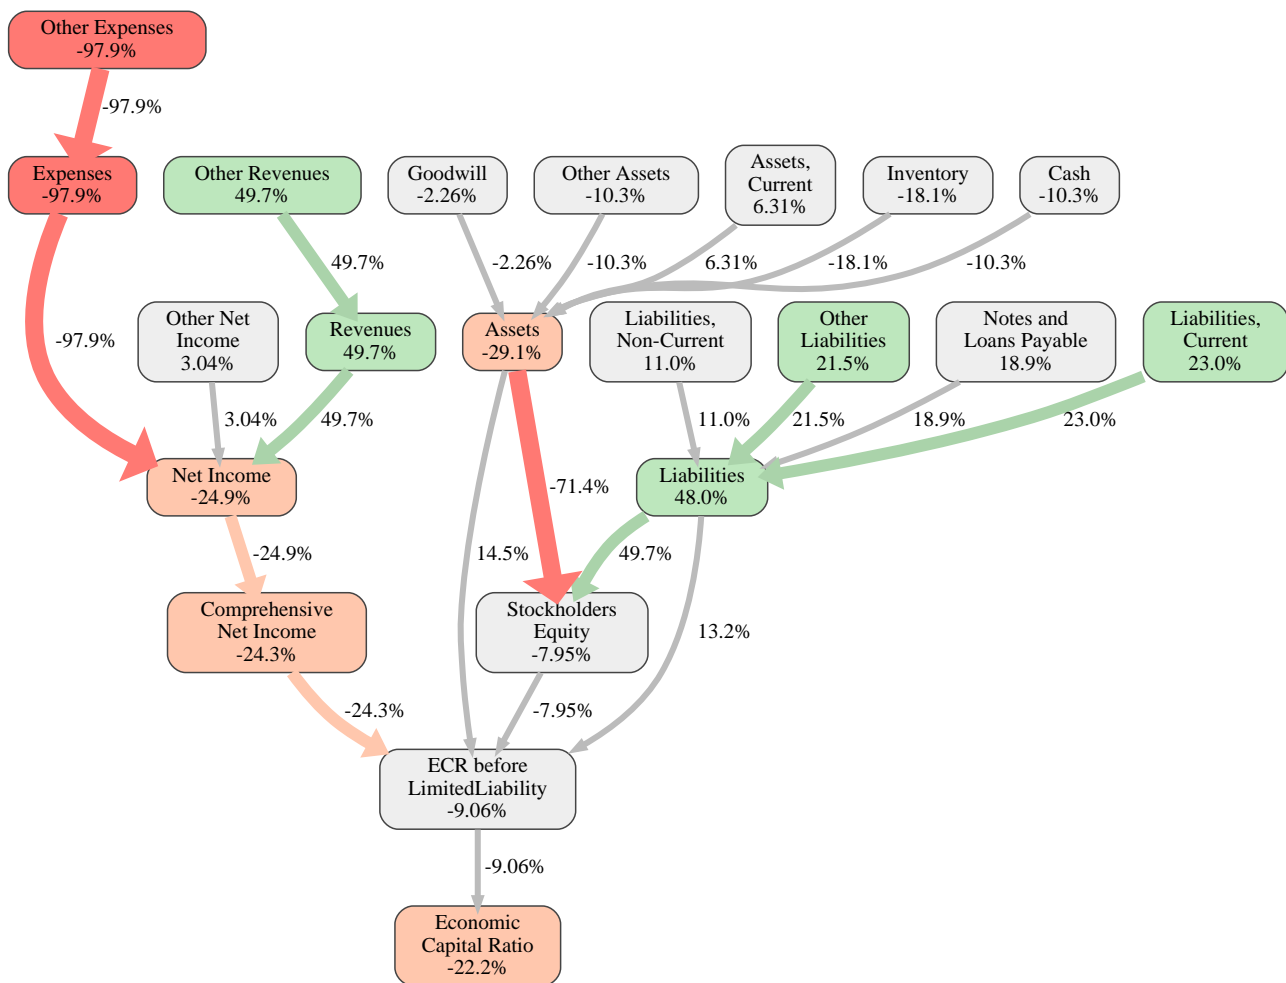 Other Expenses
-97.9%
-97.9%
Expenses
-97.9%
Other Revenues
49.7%
Goodwill
-2.26%
Other Assets
-10.3%
Assets,
Current
6.31%
Inventory
-18.1%
Cash
-10.3%
49.7%
-2.26%
-10.3%
6.31%
-18.1%
-10.3%
-97.9%
Other Net
Income
3.04%
Revenues
49.7%
Assets
-29.1%
Liabilities,
Non-Current
11.0%
Other
Liabilities
21.5%
Notes and
Loans Payable
18.9%
Liabilities,
Current
23.0%
3.04%
49.7%
11.0%
21.5%
18.9%
23.0%
Net Income
-24.9%
-71.4%
Liabilities
48.0%
-24.9%
14.5%
49.7%
Comprehensive
Net Income
-24.3%
Stockholders
Equity
-7.95%
13.2%
-24.3%
-7.95%
ECR before
LimitedLiability
-9.06%
-9.06%
Economic
Capital Ratio
-22.2%